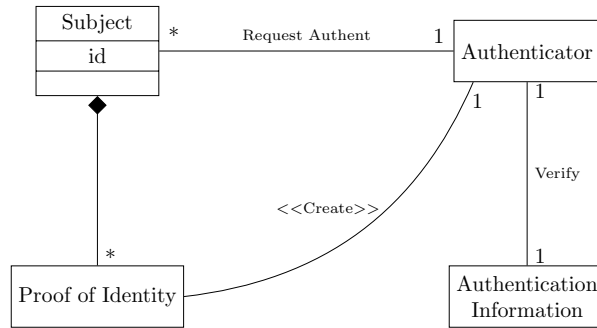 Subject
id
*
Request Authent
1
Authenticator
1
1
Verify
<<Create>>
*
1
Proof of Identity
Authentication
Information